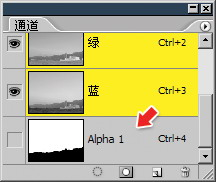 通道
绿 Ctrl+2
蓝 Ctrl+3
Alpha 1 Ctrl+4